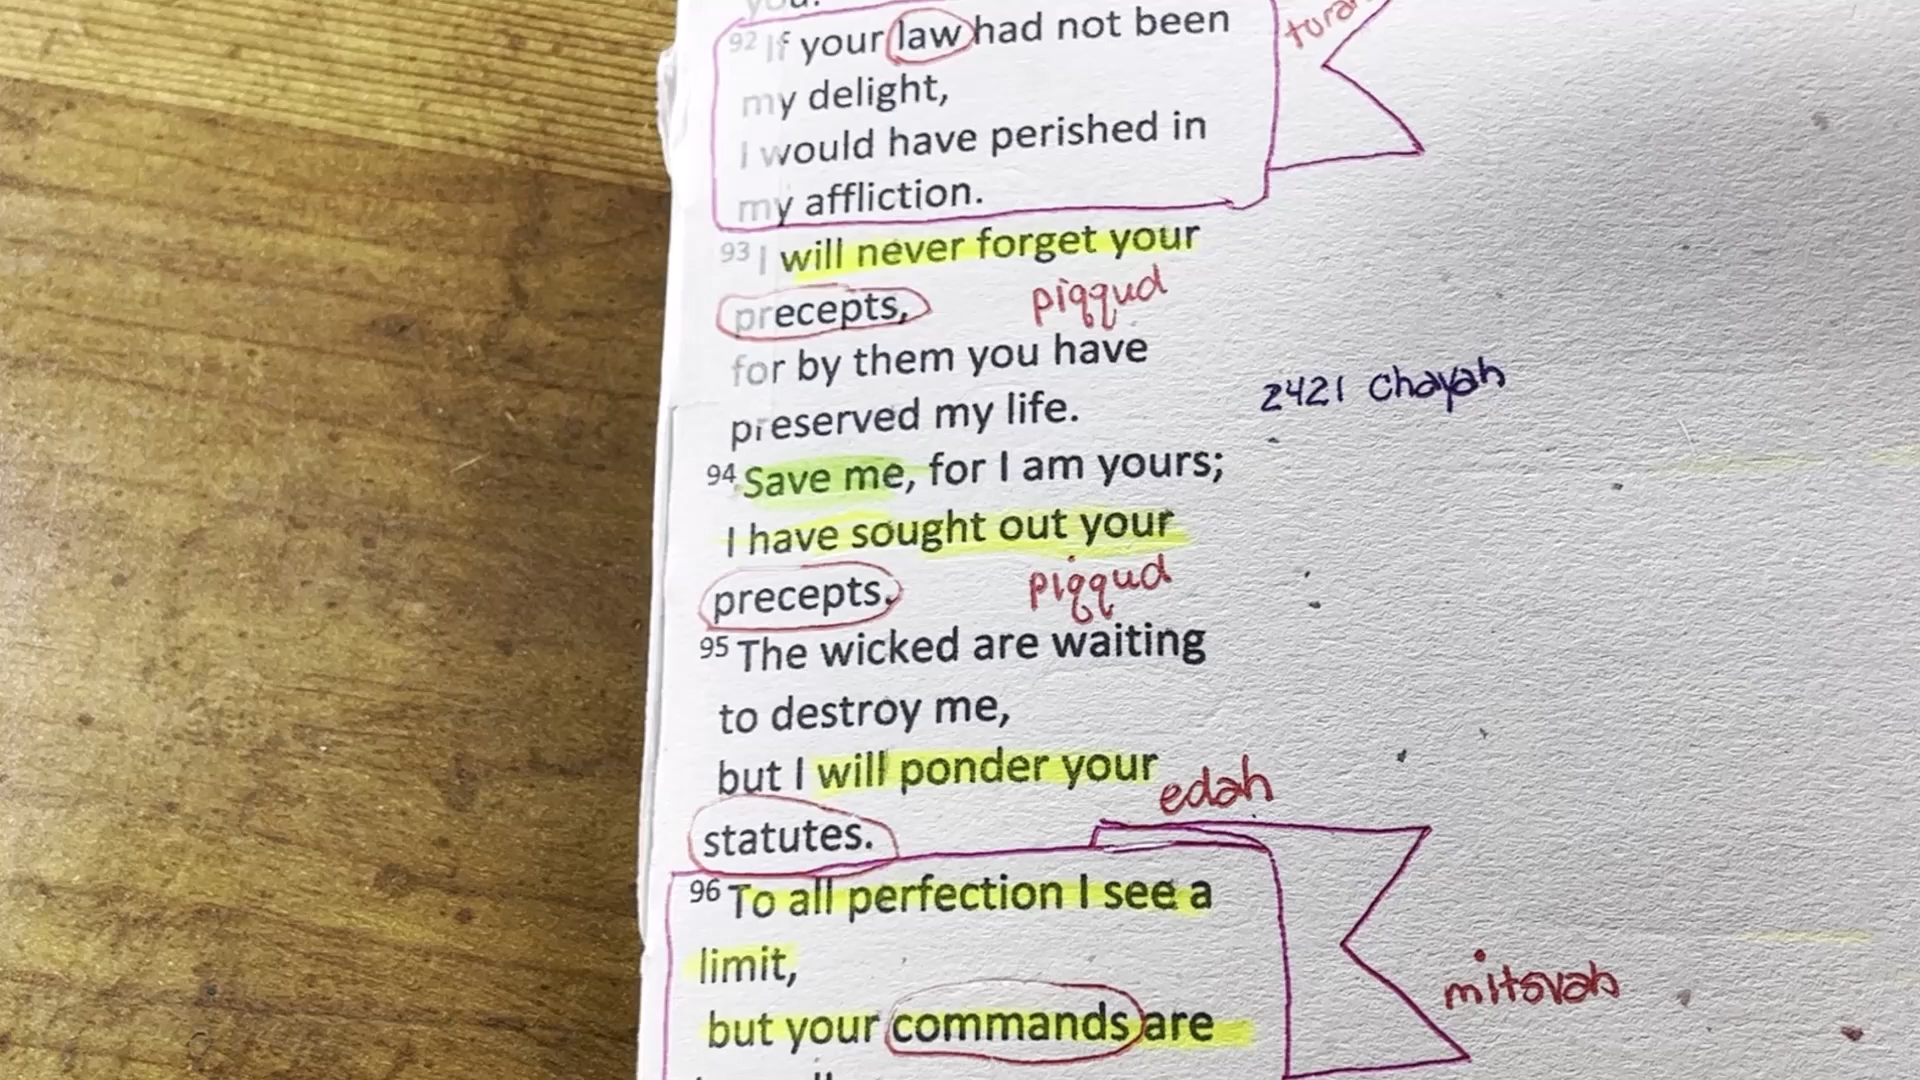 you.
92 If your law had not been
my delight,
I would have perished in
my affliction.
93 I will never forget your
precepts, piqqud
for by them you have
preserved my life. 2421 Chayah
94 Save me, for I am yours;
I have sought out your
precepts. piqqud
95 The wicked are waiting
to destroy me,
but I will ponder your
statutes. edah
96 To all perfection I see a
limit,
but your commands are mitsvah